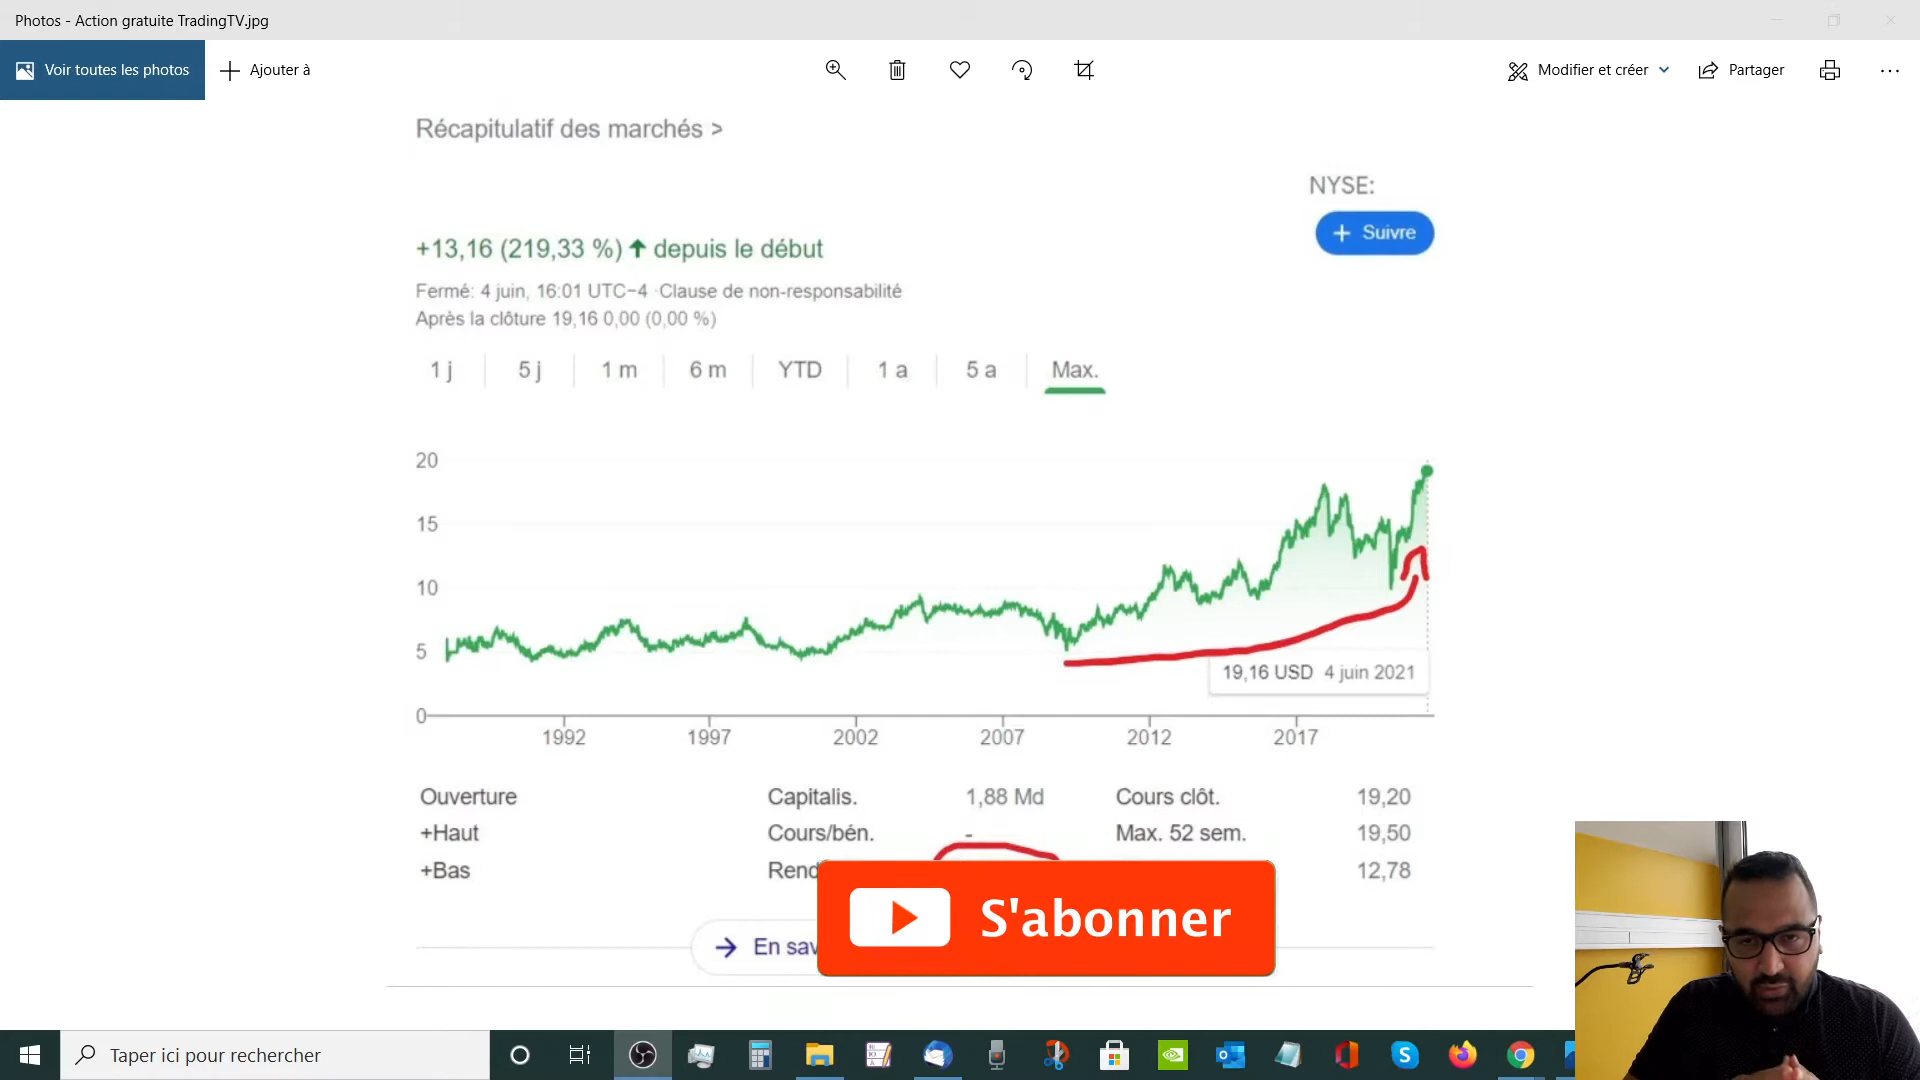 Photos - Action gratuite TradingTV.jpg
Voir toutes les photos
Ajouter à
Modifier et créer
Partager
Récapitulatif des marchés >
NYSE:
+ Suivre
+13,16 (219,33 %) ↑ depuis le début
Fermé: 4 juin, 16:01 UTC−4 ·Clause de non-responsabilité
Après la clôture 19,16 0,00 (0,00 %)
1 j 5 j 1 m 6 m YTD 1 a 5 a Max.
20
15
10
5
0
19,16 USD 4 juin 2021
1992 1997 2002 2007 2012 2017
Ouverture Capitalis. 1,88 Md Cours clôt. 19,20
+Haut Cours/bén. - Max. 52 sem. 19,50
+Bas Rend 12,78
S'abonner
En sav
Taper ici pour rechercher